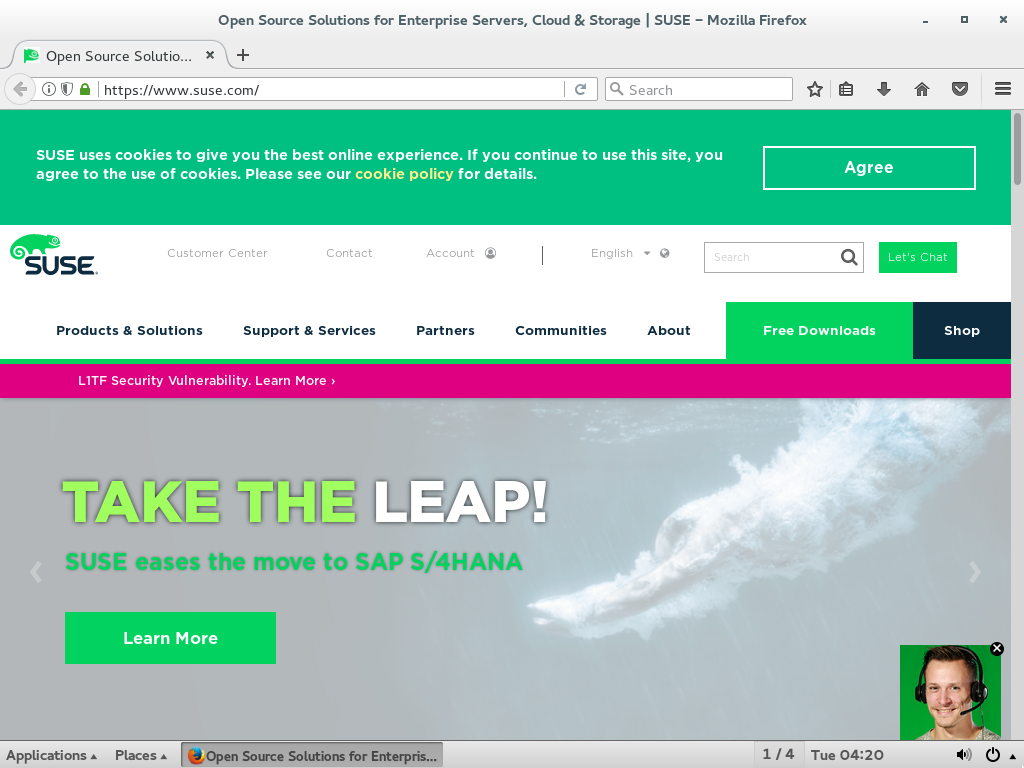 Open Source Solutions for Enterprise Servers, Cloud & Storage | SUSE – Mozilla Firefox
Open Source Solutio...
https://www.suse.com/
Search
SUSE uses cookies to give you the best online experience. If you continue to use this site, you
agree to the use of cookies. Please see our cookie policy for details.
Agree
SUSE
Customer Center
Contact
Account
English
Search
Let's Chat
Products & Solutions
Support & Services
Partners
Communities
About
Free Downloads
Shop
L1TF Security Vulnerability. Learn More ›
TAKE THE LEAP!
SUSE eases the move to SAP S/4HANA
Learn More
Applications
Places
Open Source Solutions for Enterpris...
1 / 4
Tue 04:20